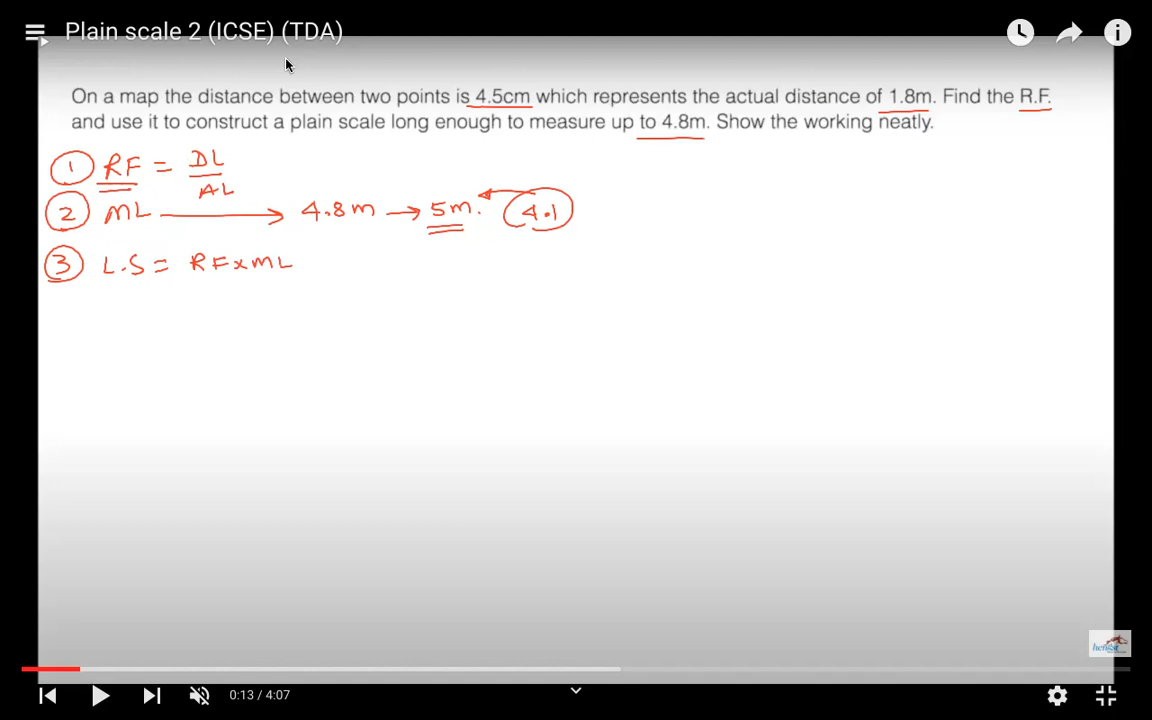 Plain scale 2 (ICSE) (TDA)
On a map the distance between two points is 4.5cm which represents the actual distance of 1.8m. Find the R.F.
and use it to construct a plain scale long enough to measure up to 4.8m. Show the working neatly.
1 RF = DL
AL
2 ML → 4.8m → 5m. 4.1
3 L.S = RF×ML
0:13 / 4:07